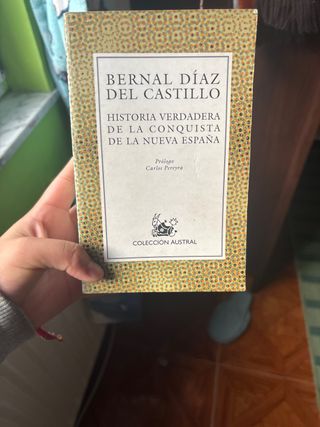 BERNAL DÍAZ
DEL CASTILLO
HISTORIA VERDADERA
DE LA CONQUISTA
DE LA NUEVA ESPAÑA
Prólogo
Carlos Pereyra
COLECCIÓN AUSTRAL